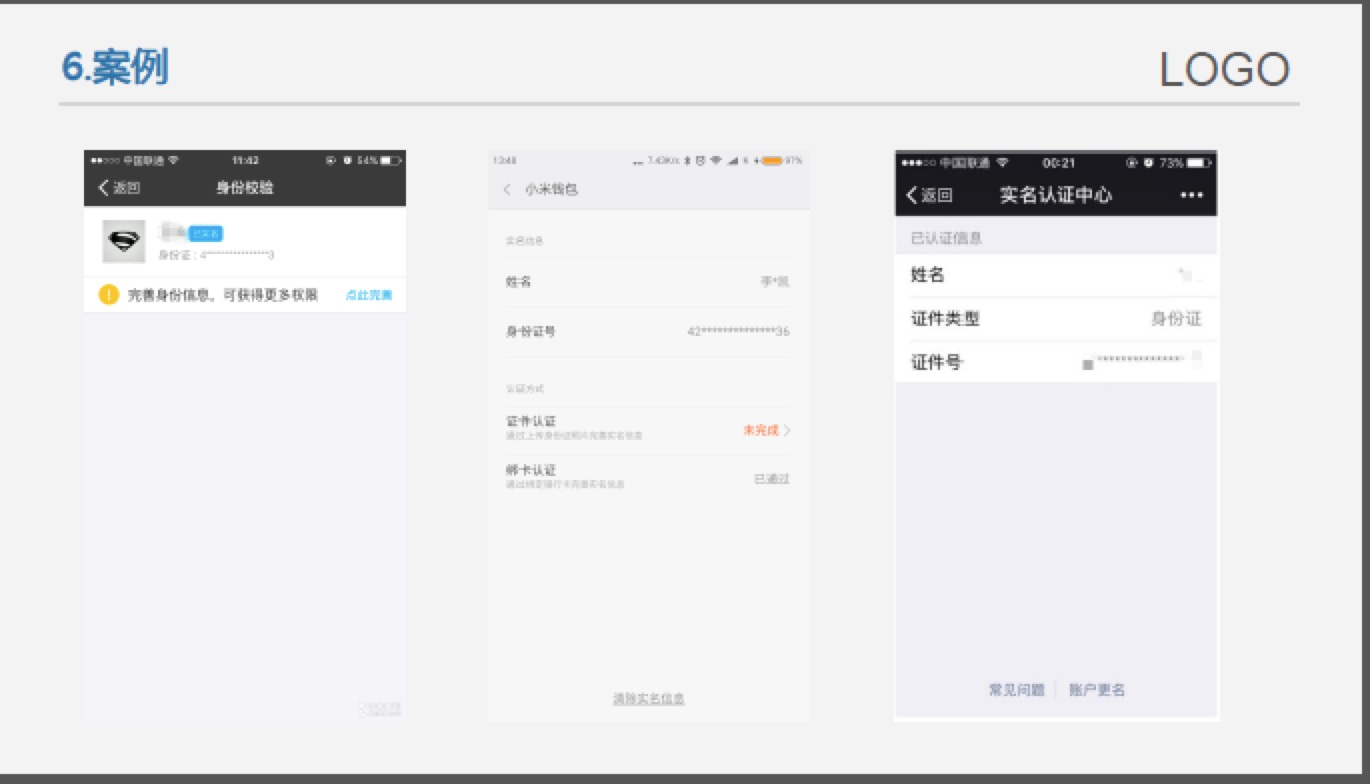 6.案例
LOGO
中国联通
11:42
54%
返回
身份校验
已实名
身份证：4***************3
完善身份信息，可获得更多权限
点此完善
13:48
97%
小米钱包
实名信息
姓名
李*凯
身份证号
42**************36
认证方式
证件认证
通过上传身份证照片完善实名信息
未完成
绑卡认证
通过绑定银行卡完善实名信息
已通过
清除实名信息
中国联通
00:21
73%
返回
实名认证中心
已认证信息
姓名
证件类型
身份证
证件号
常见问题
账户更名